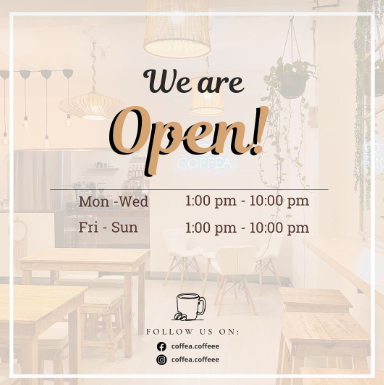 We are
Open!
COFFEA
Mon -Wed 1:00 pm - 10:00 pm
Fri - Sun 1:00 pm - 10:00 pm
FOLLOW US ON:
coffea.coffeee
coffea.coffeee